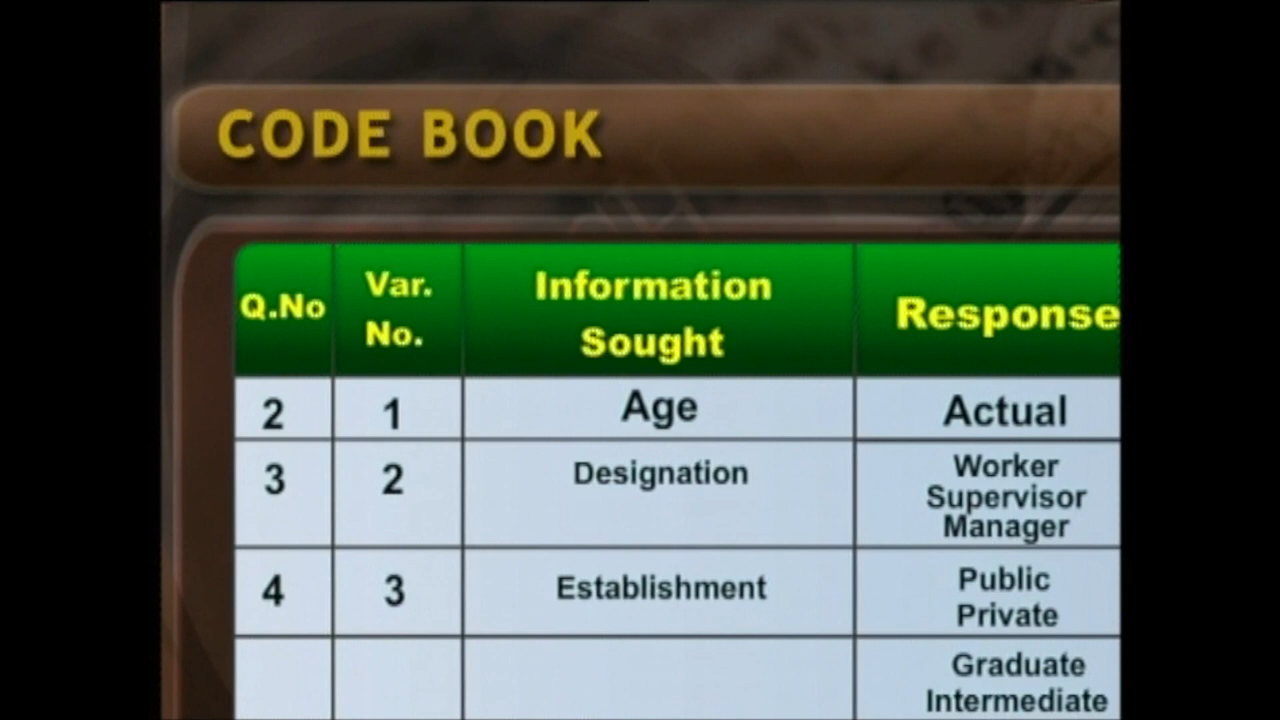 CODE BOOK
Q.No Var. No. Information Sought Response
2 1 Age Actual
3 2 Designation Worker Supervisor Manager
4 3 Establishment Public Private
Graduate
Intermediate